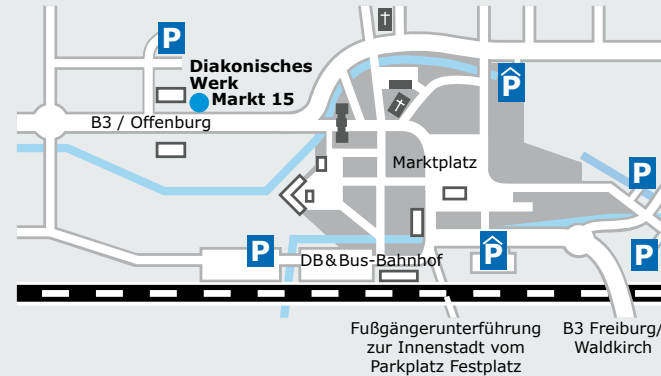 P
Diakonisches
Werk
Markt 15
P
B3 / Offenburg
Marktplatz
P
P
DB&Bus-Bahnhof
P
P
Fußgängerunterführung
zur Innenstadt vom
Parkplatz Festplatz
B3 Freiburg/
Waldkirch